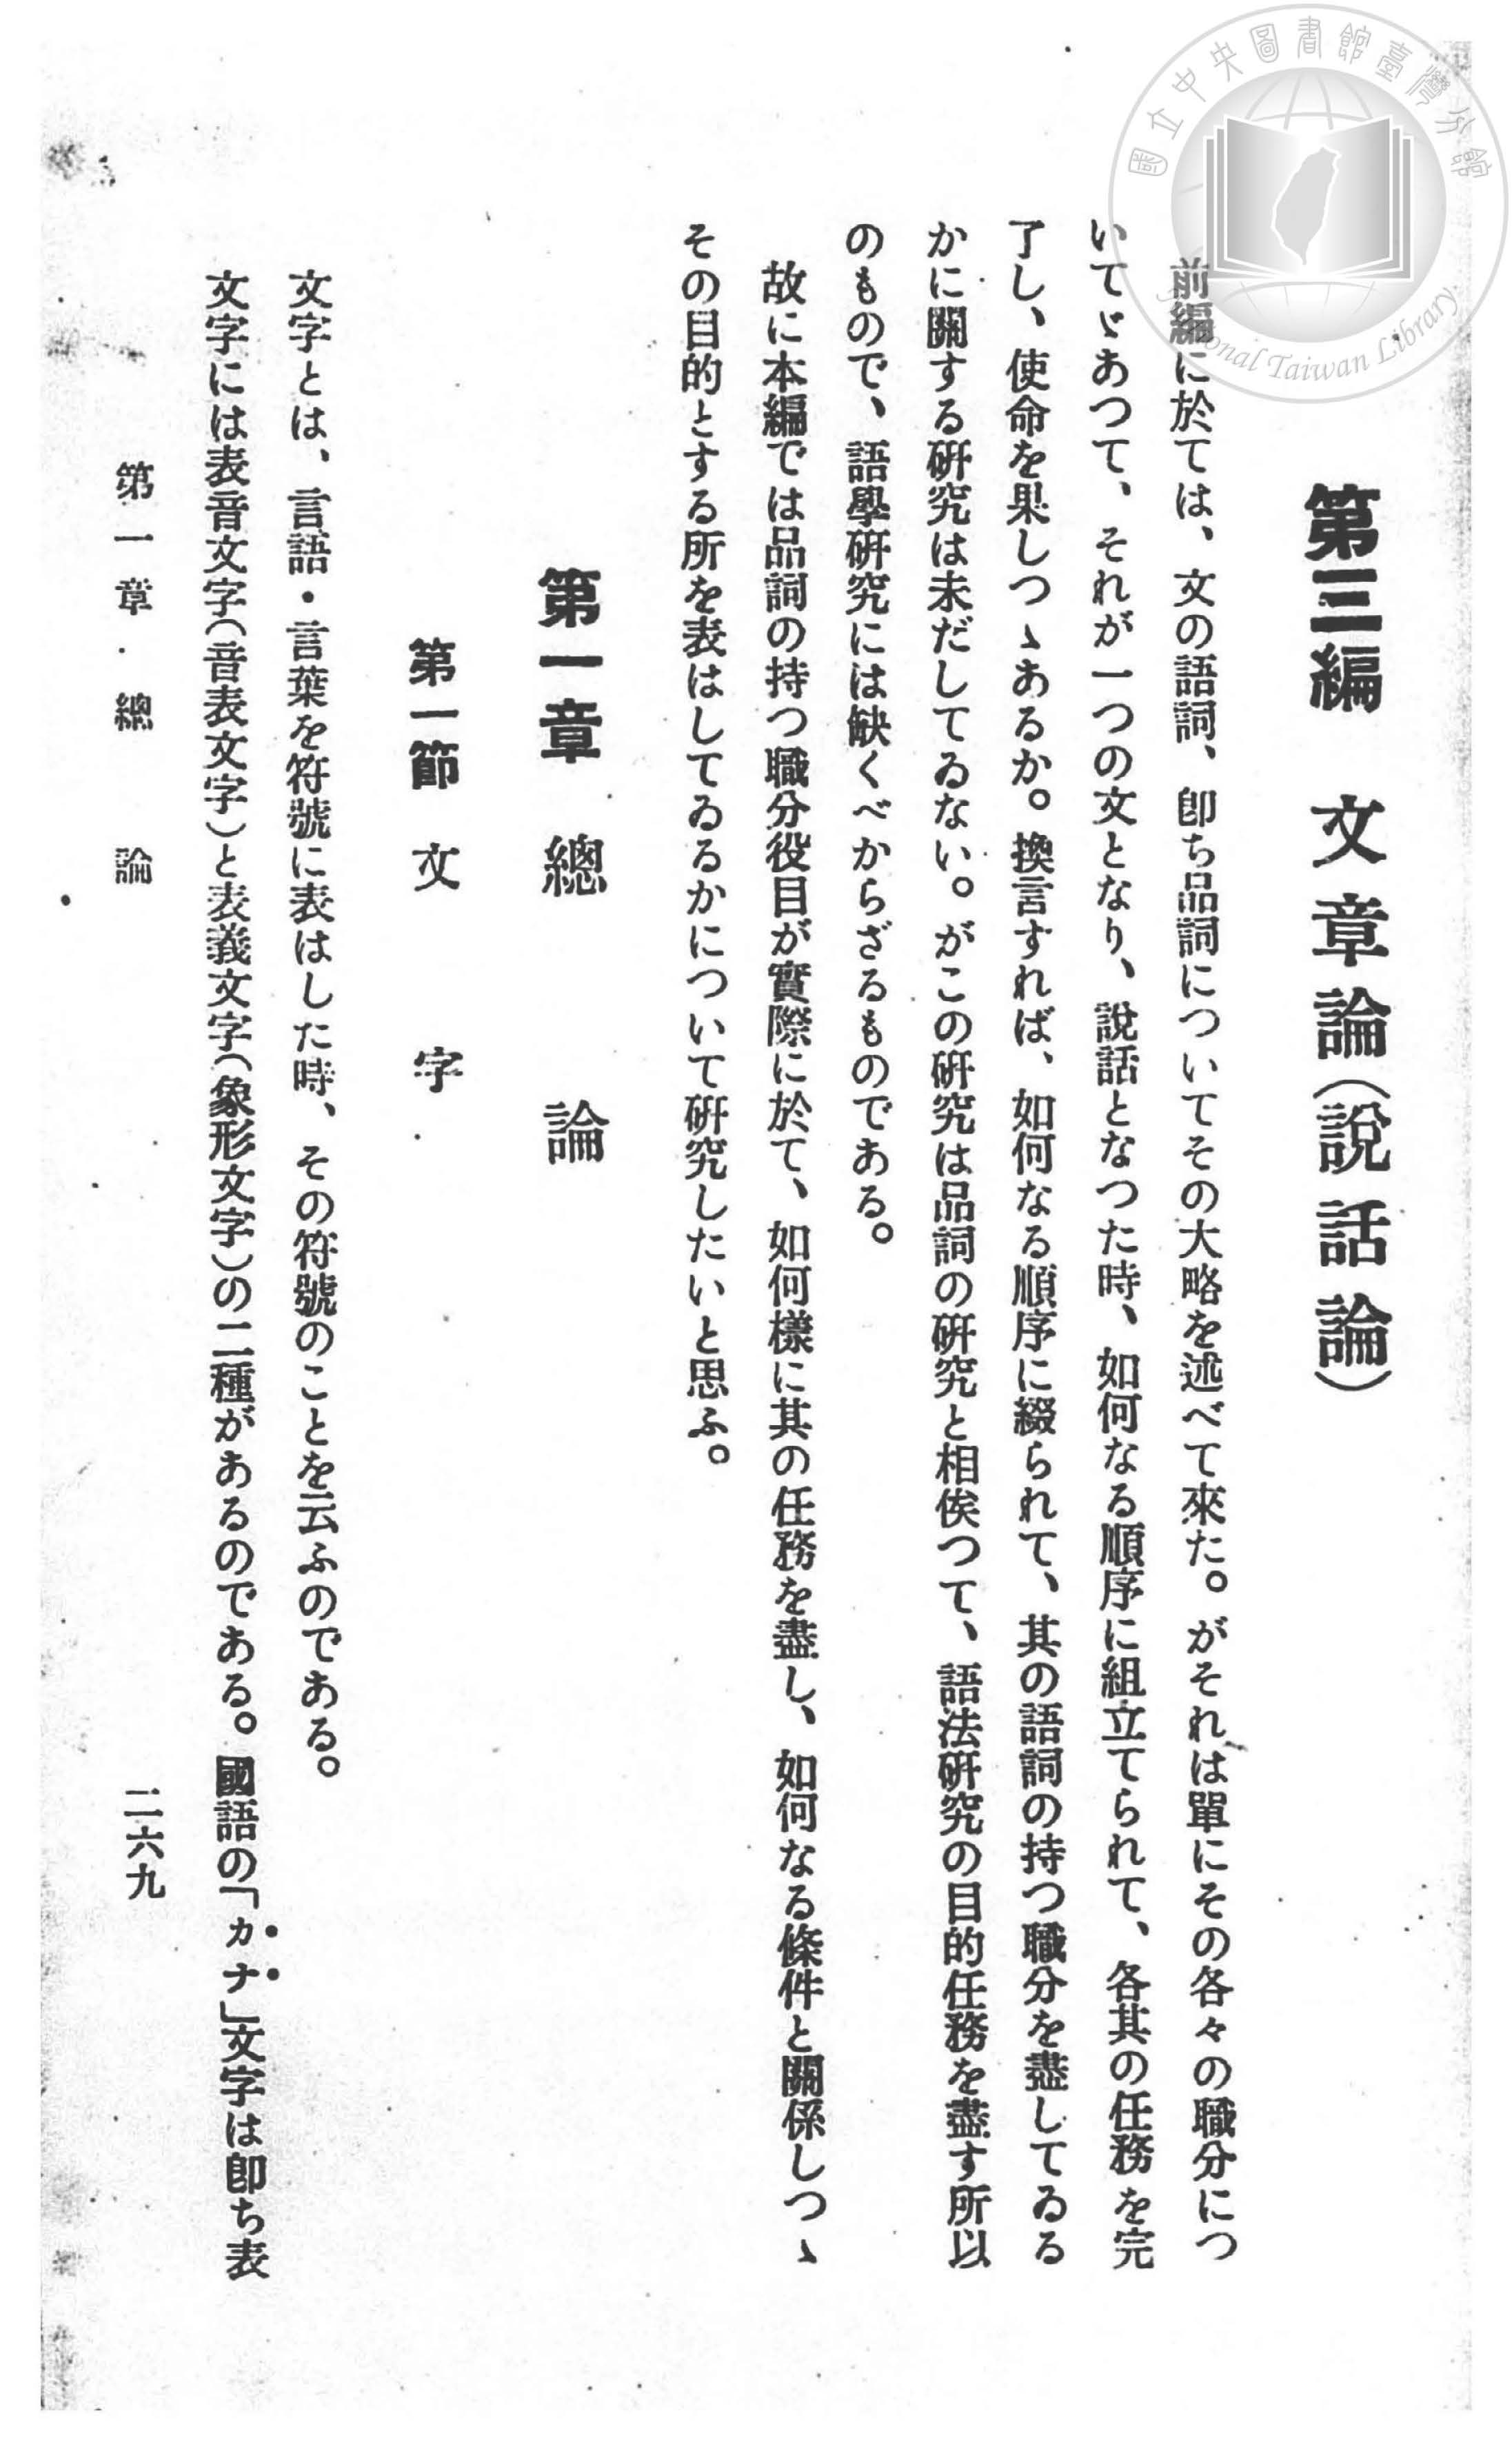 國立中央圖書館臺灣分館
National Taiwan Library
第三編　文章論（說話論）
前編に於ては、文の語詞、卽ち品詞についてその大略を述べて來た。がそれは單にその各々の職分につ
いてゞあつて、それが一つの文となり、說話となつた時、如何なる順序に組立てられて、各其の任務を完
了し、使命を果しつゝあるか。換言すれば、如何なる順序に綴られて、其の語詞の持つ職分を盡してゐる
かに關する硏究は未だしてゐない。がこの硏究は品詞の硏究と相俟つて、語法硏究の目的任務を盡す所以
のもので、語學硏究には缺くべからざるものである。
故に本編では品詞の持つ職分役目が實際に於て、如何樣に其の任務を盡し、如何なる條件と關係しつゝ
その目的とする所を表はしてゐるかについて硏究したいと思ふ。
第一章　總論
第一節　文字
文字とは、言語・言葉を符號に表はした時、その符號のことを云ふのである。
文字には表音文字（音表文字）と表義文字（象形文字）の二種があるのである。國語の「カナ」文字は卽ち表
第一章　總論
二六九